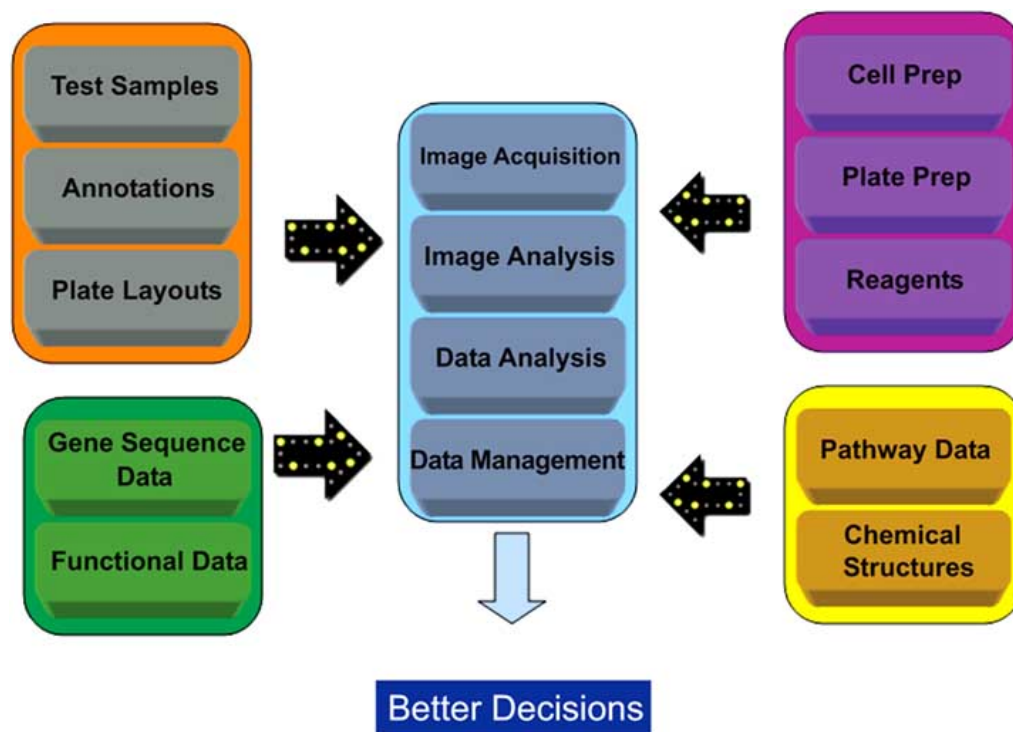 Test Samples
Annotations
Plate Layouts
Gene Sequence
Data
Functional Data
Image Acquisition
Image Analysis
Data Analysis
Data Management
Cell Prep
Plate Prep
Reagents
Pathway Data
Chemical
Structures
Better Decisions